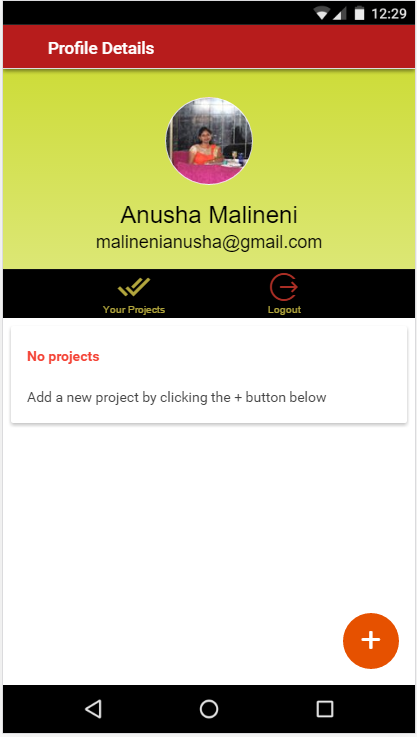 12:29
Profile Details
Anusha Malineni
malinenianusha@gmail.com
Your Projects
Logout
No projects
Add a new project by clicking the + button below
+